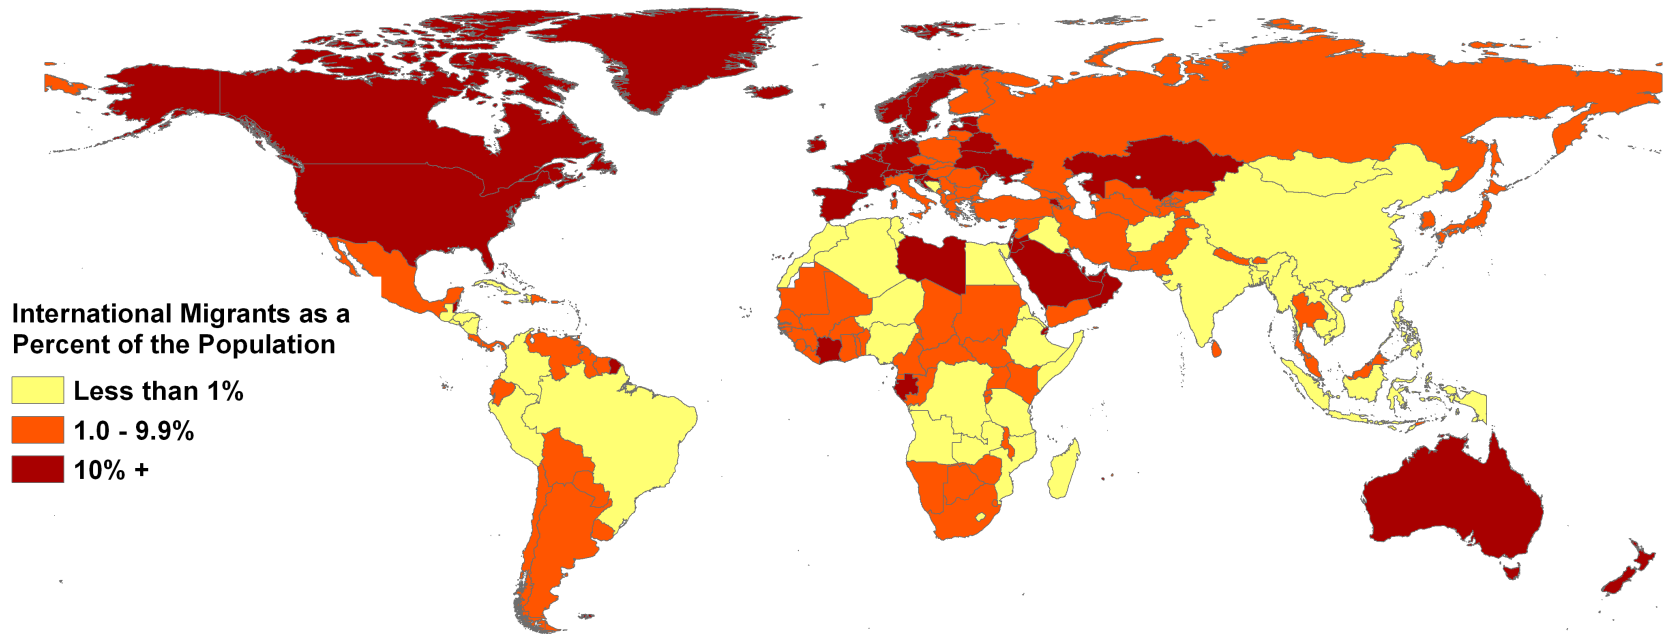 International Migrants as a
Percent of the Population
Less than 1%
1.0 - 9.9%
10% +